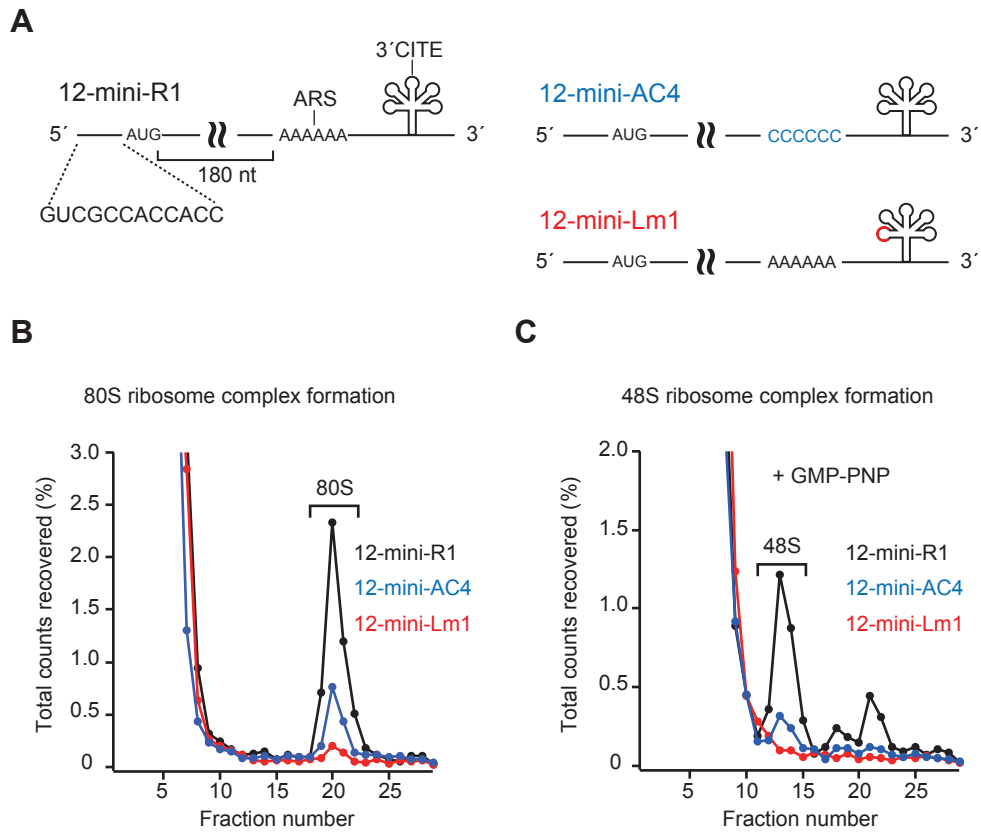 A
12-mini-R1
3´CITE
ARS
5´
AUG
AAAAAA
3´
180 nt
GUCGCCACCACC
12-mini-AC4
5´
AUG
CCCCCC
3´
12-mini-Lm1
5´
AUG
AAAAAA
3´
B
80S ribosome complex formation
Total counts recovered (%)
3.0
2.5
2.0
1.5
1.0
0.5
0
80S
12-mini-R1
12-mini-AC4
12-mini-Lm1
5
10
15
20
25
Fraction number
C
48S ribosome complex formation
Total counts recovered (%)
2.0
1.5
1.0
0.5
0
+ GMP-PNP
48S
12-mini-R1
12-mini-AC4
12-mini-Lm1
5
10
15
20
25
Fraction number